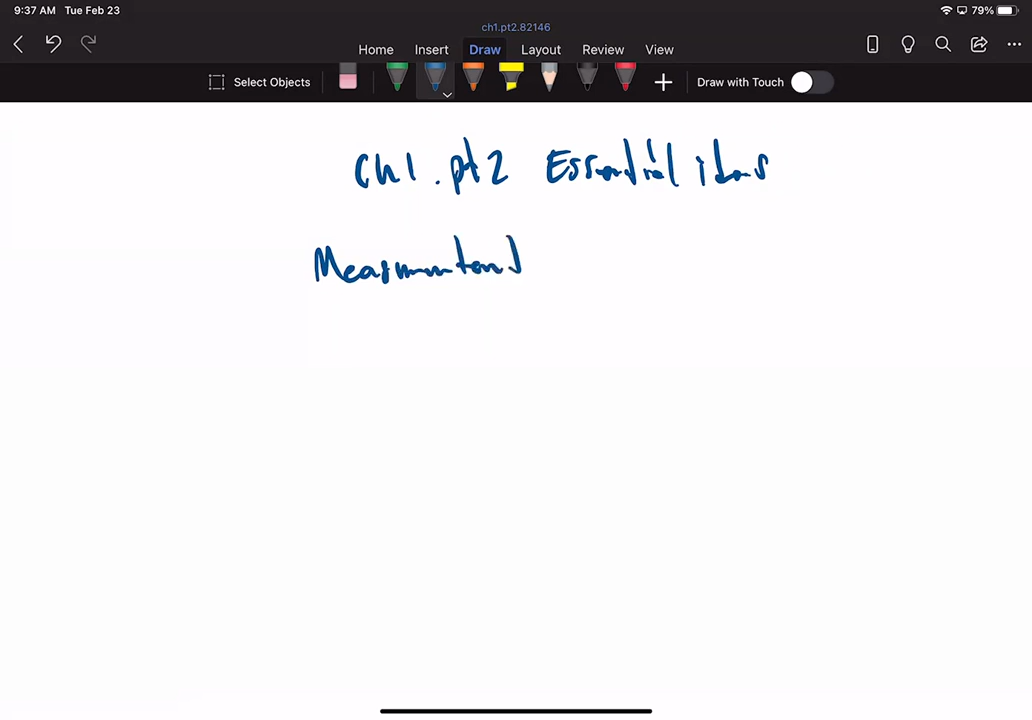 9:37 AM Tue Feb 23 79%
ch1.pt2.82146
Home Insert Draw Layout Review View
Select Objects Draw with Touch
Ch1.pt2 Essential ideas
Measurement and